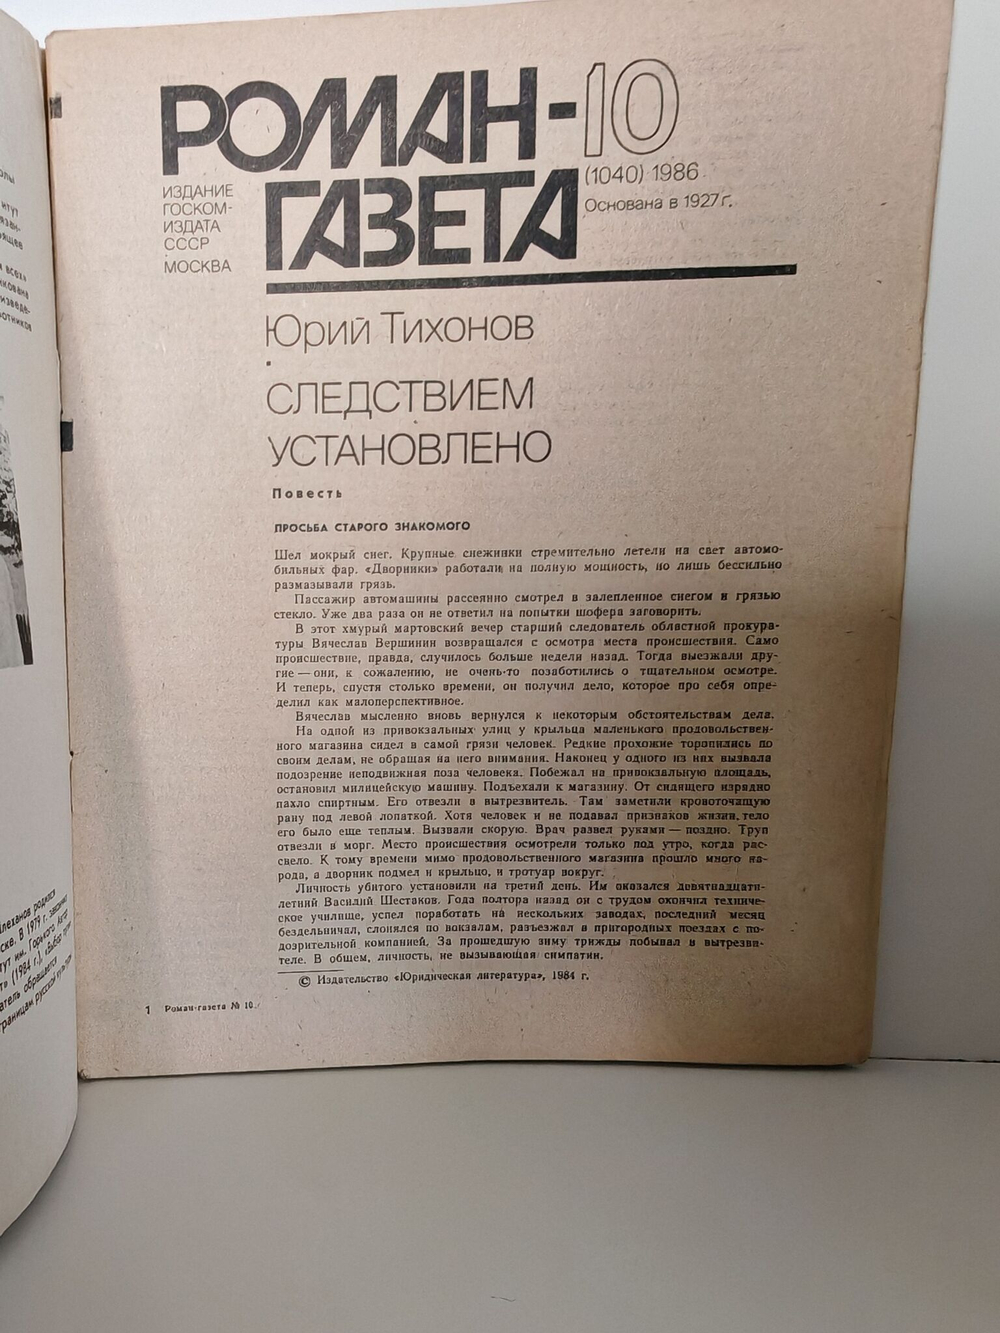 РОМАН-10
ГАЗЕТА
(1040) 1986
Основана в 1927 г.
ИЗДАНИЕ
ГОСКОМ-
ИЗДАТА
СССР
МОСКВА
Юрий Тихонов
СЛЕДСТВИЕМ
УСТАНОВЛЕНО
Повесть
ПРОСЬБА СТАРОГО ЗНАКОМОГО
Шел мокрый снег. Крупные снежинки стремительно летели на свет автомо-
бильных фар. «Дворники» работали на полную мощность, но лишь бессильно
размазывали грязь.
Пассажир автомашины рассеянно смотрел в залепленное снегом и грязью
стекло. Уже два раза он не ответил на попытки шофера заговорить.
В этот хмурый мартовский вечер старший следователь областной прокура-
туры Вячеслав Вершинин возвращался с осмотра места происшествия. Само
происшествие, правда, случилось больше недели назад. Тогда выезжали дру-
гие — они, к сожалению, не очень-то позаботились о тщательном осмотре.
И теперь, спустя столько времени, он получил дело, которое про себя опре-
делил как малоперспективное.
Вячеслав мысленно вновь вернулся к некоторым обстоятельствам дела.
На одной из привокзальных улиц у крыльца маленького продовольствен-
ного магазина сидел в самой грязи человек. Редкие прохожие торопились по
своим делам, не обращая на него внимания. Наконец у одного из них вызвала
подозрение неподвижная поза человека. Побежал на привокзальную площадь,
остановил милицейскую машину. Подъехали к магазину. От сидящего изрядно
пахло спиртным. Его отвезли в вытрезвитель. Там заметили кровоточащую
рану под левой лопаткой. Хотя человек и не подавал признаков жизни, тело
его было еще теплым. Вызвали скорую. Врач развел руками — поздно. Труп
отвезли в морг. Место происшествия осмотрели только под утро, когда рас-
свело. К тому времени мимо продовольственного магазина прошло много на-
рода, а дворник подмел и крыльцо, и тротуар вокруг.
Личность убитого установили на третий день. Им оказался девятнадцати-
летний Василий Шестаков. Года полтора назад он с трудом окончил техниче-
ское училище, успел поработать на нескольких заводах, последний месяц
бездельничал, слонялся по вокзалам, разъезжал в пригородных поездах с по-
дозрительной компанией. За прошедшую зиму трижды побывал в вытрезви-
теле. В общем, личность, не вызывающая симпатии.
© Издательство «Юридическая литература», 1984 г.
1 Роман-газета № 10.